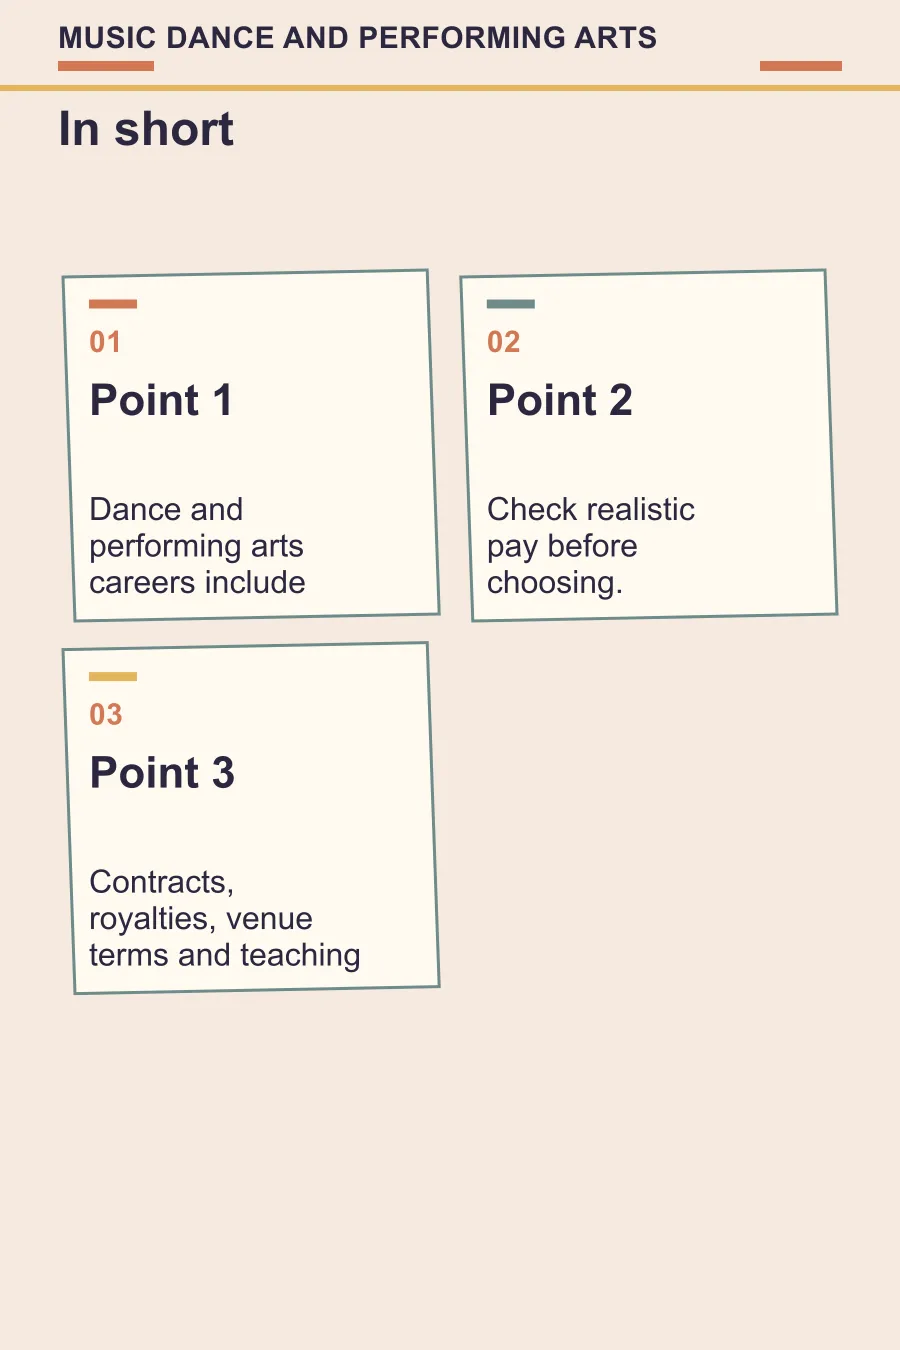 MUSIC DANCE AND PERFORMING ARTS
In short
01
Point 1
Dance and
performing arts
careers include
02
Point 2
Check realistic
pay before
choosing.
03
Point 3
Contracts,
royalties, venue
terms and teaching